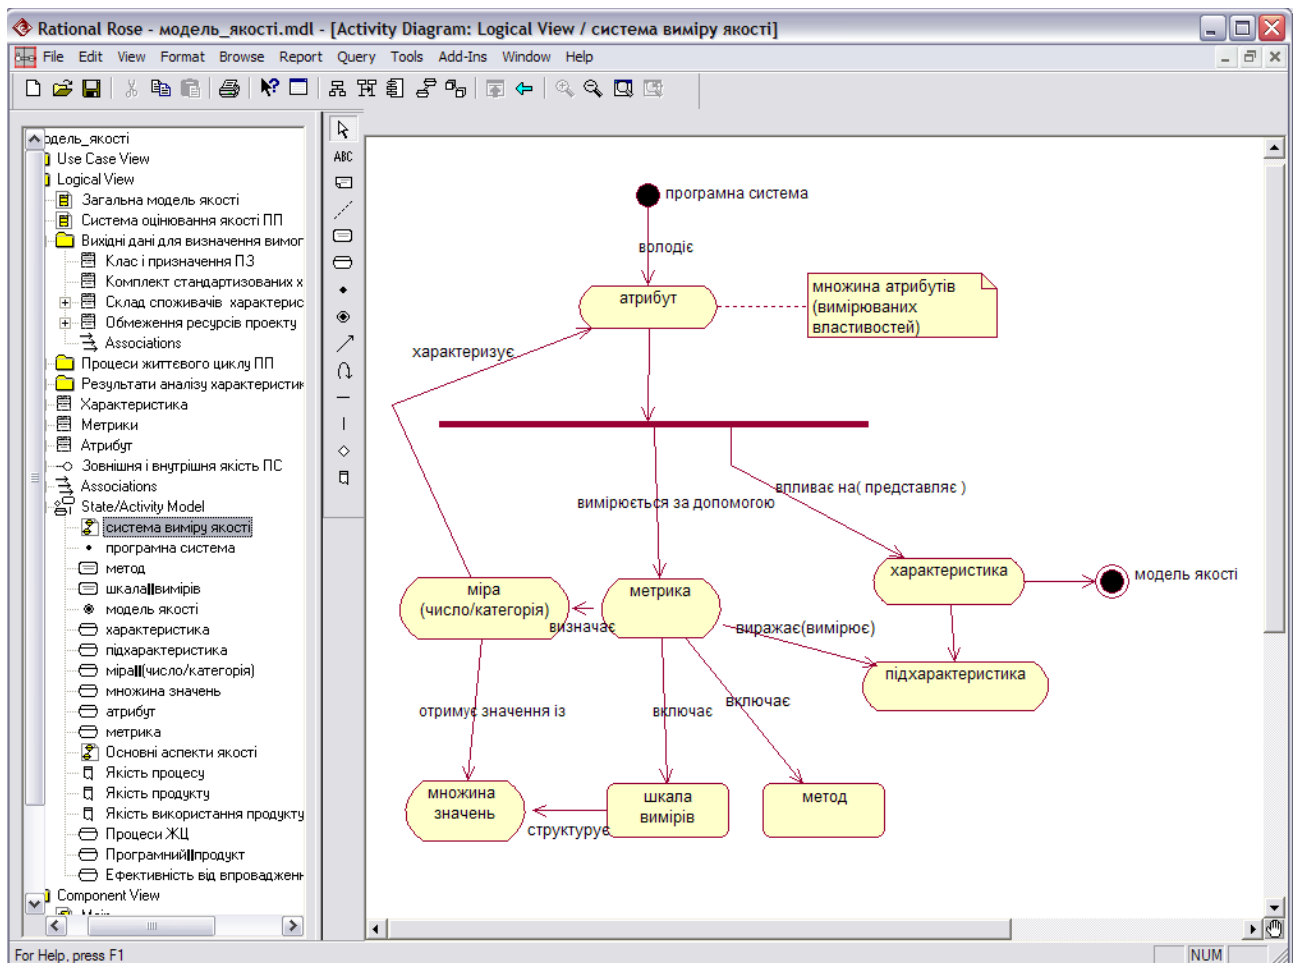 Rational Rose - модель_якості.mdl - [Activity Diagram: Logical View / система виміру якості]
File Edit View Format Browse Report Query Tools Add-Ins Window Help
ABC
одель_якості
Use Case View
Logical View
Загальна модель якості
Система оцінювання якості ПП
Вихідні дані для визначення вимог
Клас і призначення ПЗ
Комплект стандартизованих х
Склад споживачів характерис
Обмеження ресурсів проекту
Associations
Процеси життєвого циклу ПП
Результати аналізу характеристик
Характеристика
Метрики
Атрибут
Зовнішня і внутрішня якість ПС
Associations
State/Activity Model
система виміру якості
програмна система
метод
шкала||вимірів
модель якості
характеристика
підхарактеристика
міра||(число/категорія)
множина значень
атрибут
метрика
Основні аспекти якості
Якість процесу
Якість продукту
Якість використання продукту
Процеси ЖЦ
Програмний||продукт
Ефективність від впровадженн
Component View
Main
програмна система
володіє
атрибут
множина атрибутів
(вимірюваних
властивостей)
характеризує
впливає на( представляє )
вимірюється за допомогою
характеристика
модель якості
міра
(число/категорія)
метрика
визначає
виражає(вимірює)
підхарактеристика
отримує значення із
включає
включає
множина
значень
шкала
вимірів
метод
структурує
For Help, press F1
NUM